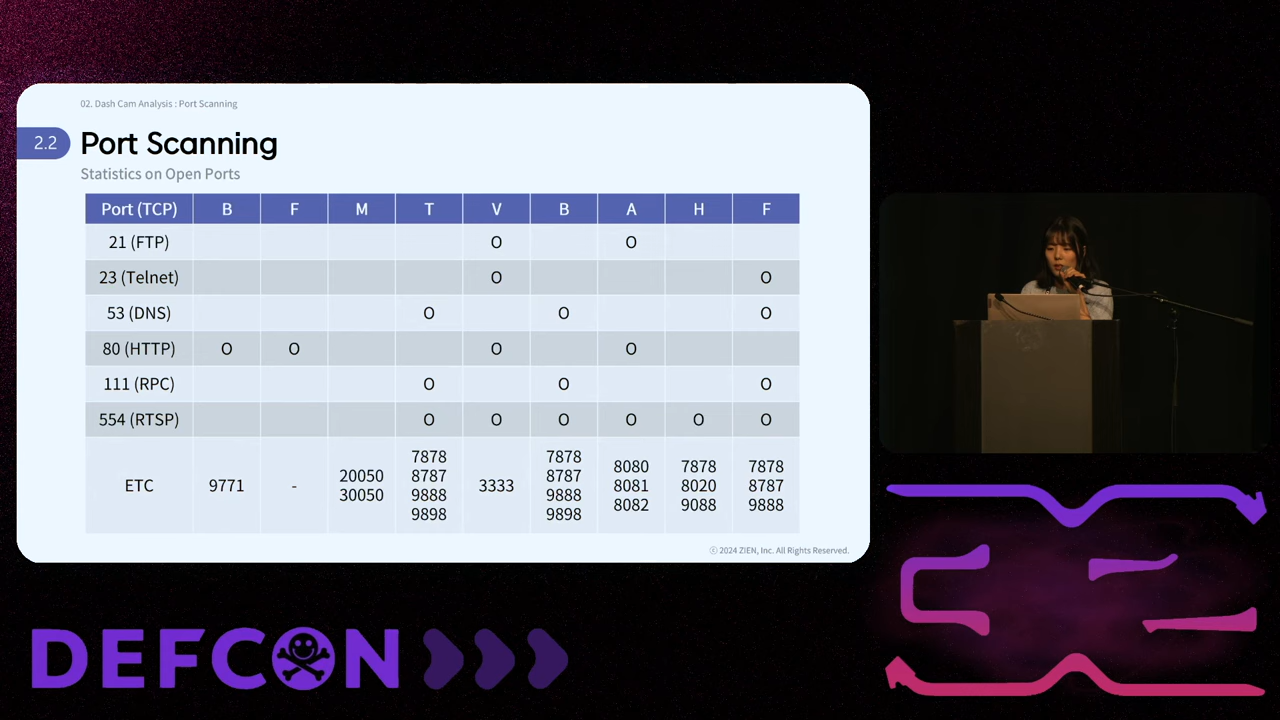 02. Dash Cam Analysis : Port Scanning
2.2 Port Scanning
Statistics on Open Ports
Port (TCP) B F M T V B A H F
21 (FTP) O O
23 (Telnet) O O
53 (DNS) O O O
80 (HTTP) O O O O
111 (RPC) O O O
554 (RTSP) O O O O O O
ETC 9771 - 20050 30050 7878 8787 9888 9898 3333 7878 8787 9888 9898 8080 8081 8082 7878 8020 9088 7878 8787 9888
ⓒ 2024 ZIEN, Inc. All Rights Reserved.
DEFCON